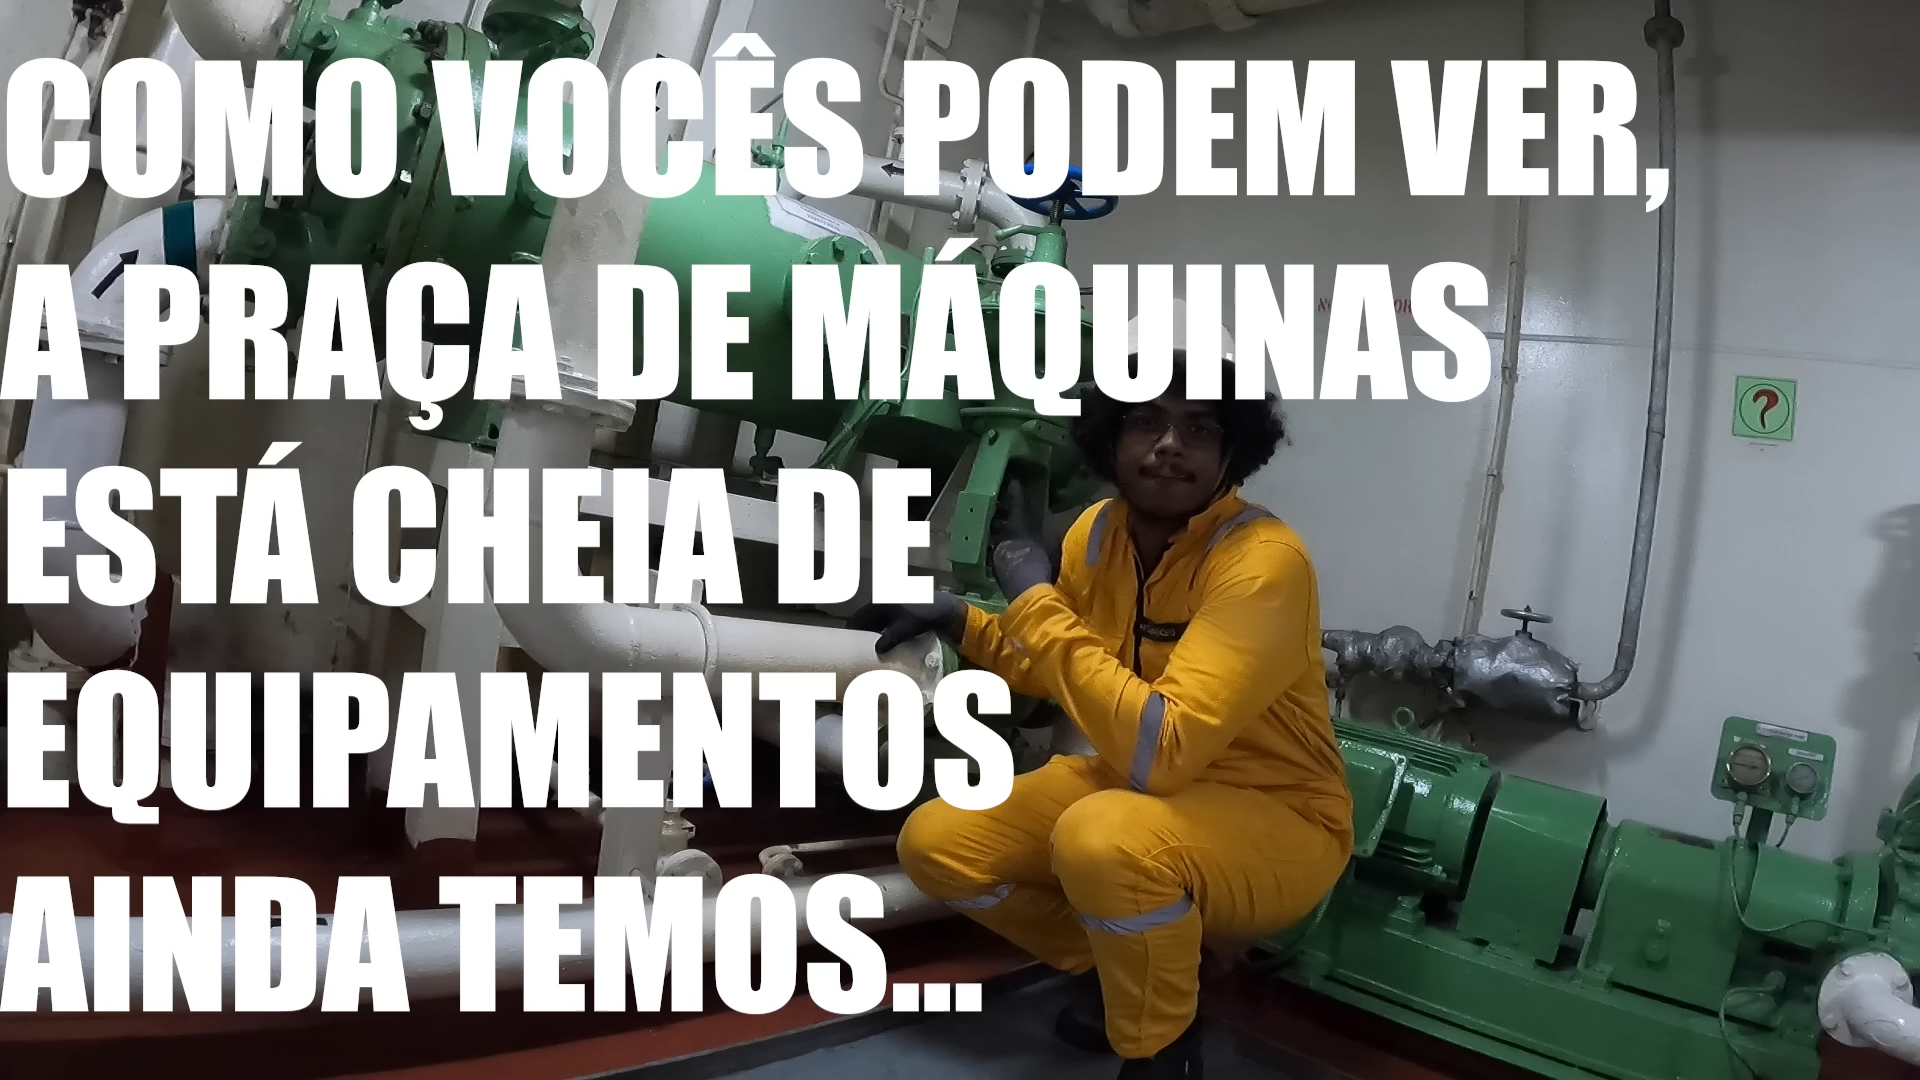 COMO VOCÊS PODEM VER,
A PRAÇA DE MÁQUINAS
ESTÁ CHEIA DE
EQUIPAMENTOS
AINDA TEMOS...
?